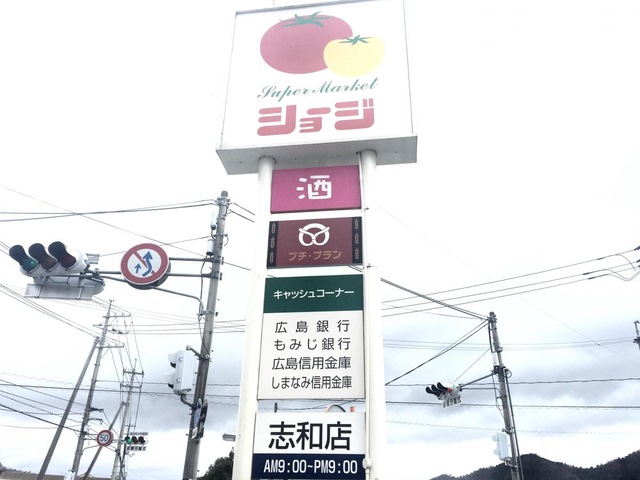 Super Market
ショージ
酒
プチ・ブラン
キャッシュコーナー
広島銀行
もみじ銀行
広島信用金庫
しまなみ信用金庫
志和店
AM9:00~PM9:00
50